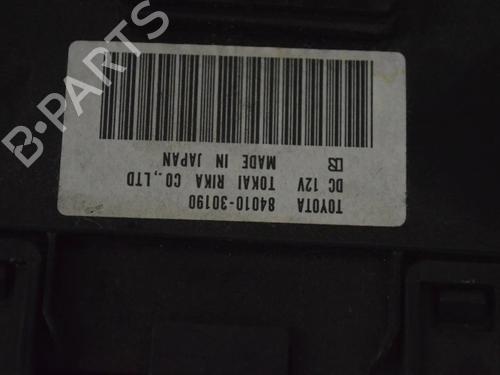 TOYOTA
84010-30190
DC 12V TOKAI RIKA CO.,LTD
MADE IN JAPAN
B-PARTS